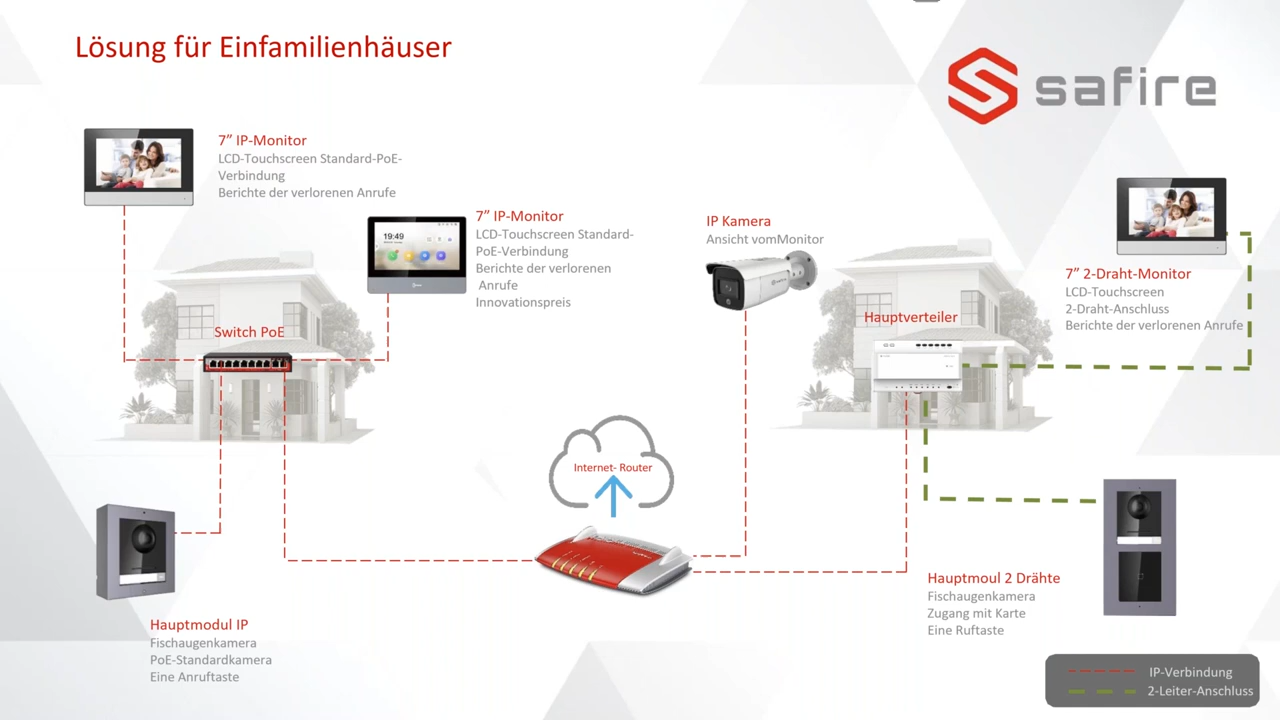 Lösung für Einfamilienhäuser
safire
7” IP-Monitor
LCD-Touchscreen Standard-PoE-
Verbindung
Berichte der verlorenen Anrufe
7” IP-Monitor
LCD-Touchscreen Standard-
PoE-Verbindung
Berichte der verlorenen
Anrufe
Innovationspreis
19:49
IP Kamera
Ansicht vomMonitor
safire
7” 2-Draht-Monitor
LCD-Touchscreen
2-Draht-Anschluss
Berichte der verlorenen Anrufe
Switch PoE
Hauptverteiler
Internet- Router
Hauptmodul IP
Fischaugenkamera
PoE-Standardkamera
Eine Anruftaste
Hauptmoul 2 Drähte
Fischaugenkamera
Zugang mit Karte
Eine Ruftaste
IP-Verbindung
2-Leiter-Anschluss